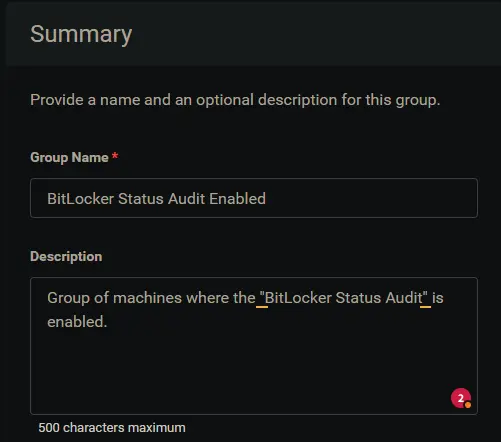 Summary
Provide a name and an optional description for this group.
Group Name *
BitLocker Status Audit Enabled
Description
Group of machines where the "BitLocker Status Audit" is
enabled.
2
500 characters maximum